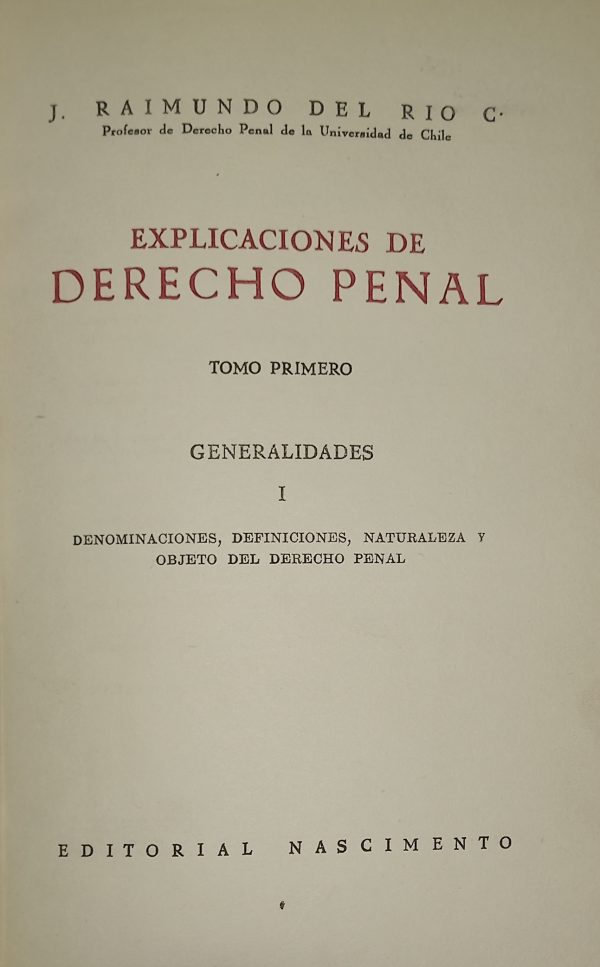 J. RAIMUNDO DEL RIO C.
Profesor de Derecho Penal de la Universidad de Chile
EXPLICACIONES DE
DERECHO PENAL
TOMO PRIMERO
GENERALIDADES
I
DENOMINACIONES, DEFINICIONES, NATURALEZA Y
OBJETO DEL DERECHO PENAL
EDITORIAL NASCIMENTO